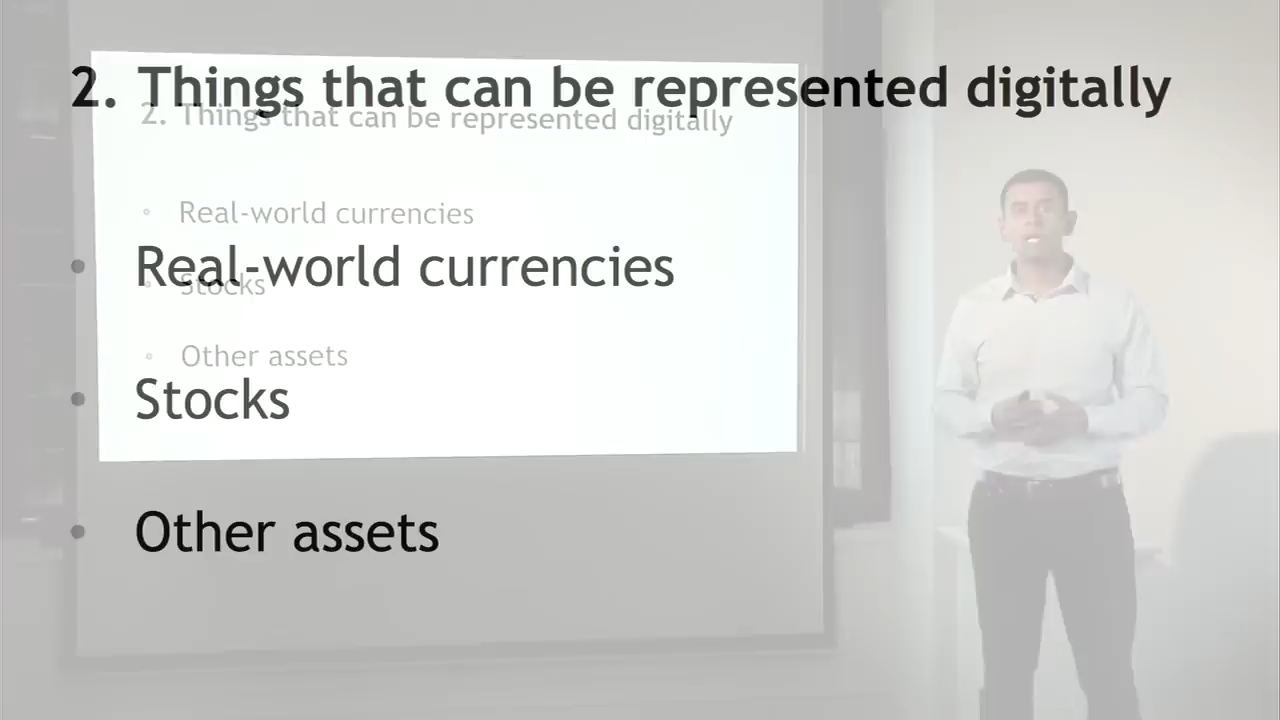 2. Things that can be represented digitally
2. Things that can be represented digitally
• Real-world currencies
• Real-world currencies
• Stocks
• Stocks
• Other assets
• Other assets